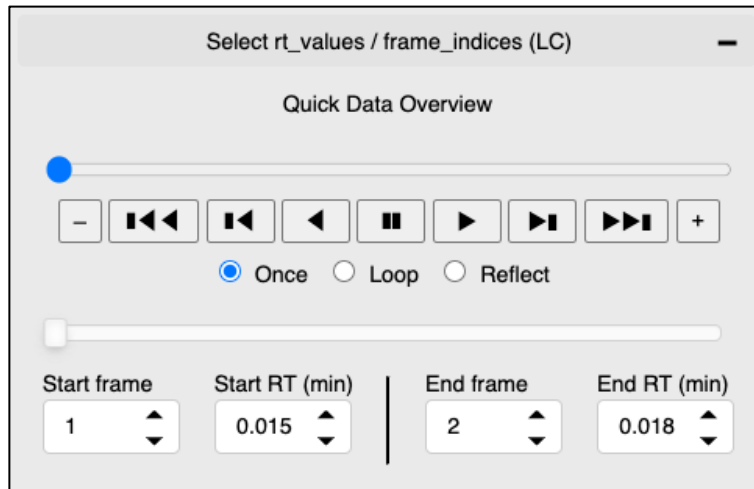 Select rt_values / frame_indices (LC)
Quick Data Overview
– +
Once Loop Reflect
Start frame Start RT (min) End frame End RT (min)
1 0.015 2 0.018